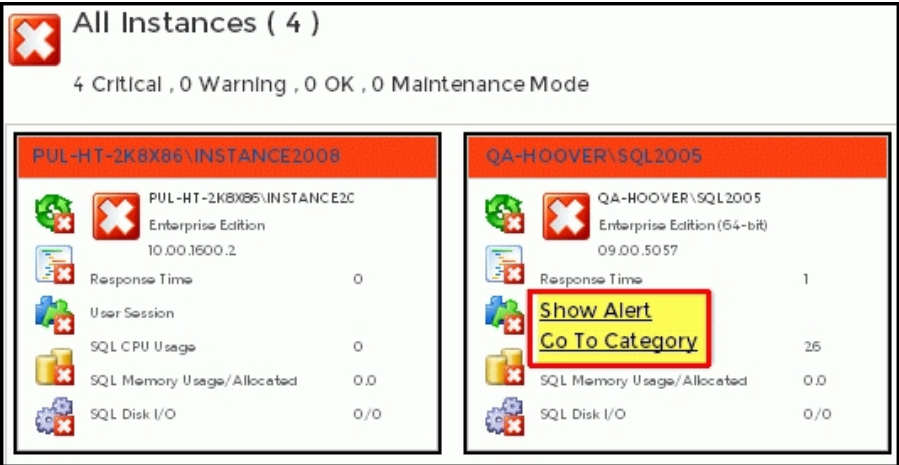 All Instances ( 4 )
4 Critical , 0 Warning , 0 OK , 0 Maintenance Mode
PUL-HT-2K8X86\INSTANCE2008
PUL-HT-2K8X86\INSTANCE20
Enterprise Edition
10.00.1600.2
Response Time 0
User Session
SQL CPU Usage 0
SQL Memory Usage/Allocated 0.0
SQL Disk I/O 0/0
QA-HOOVER\SQL2005
QA-HOOVER\SQL2005
Enterprise Edition (64-bit)
09.00.5057
Response Time 1
Show Alert
Go To Category
26
SQL Memory Usage/Allocated 0.0
SQL Disk I/O 0/0